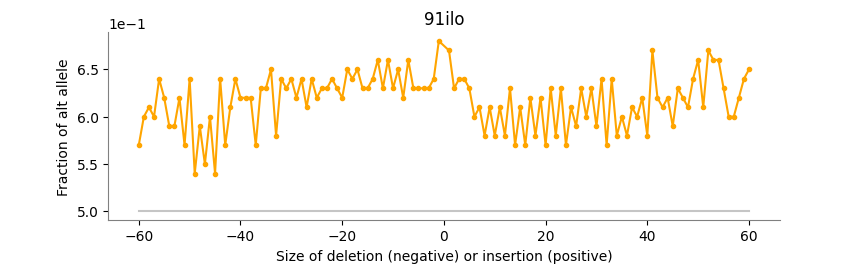 91ilo
1e−1
6.5
6.0
5.5
5.0
Fraction of alt allele
−60 −40 −20 0 20 40 60
Size of deletion (negative) or insertion (positive)